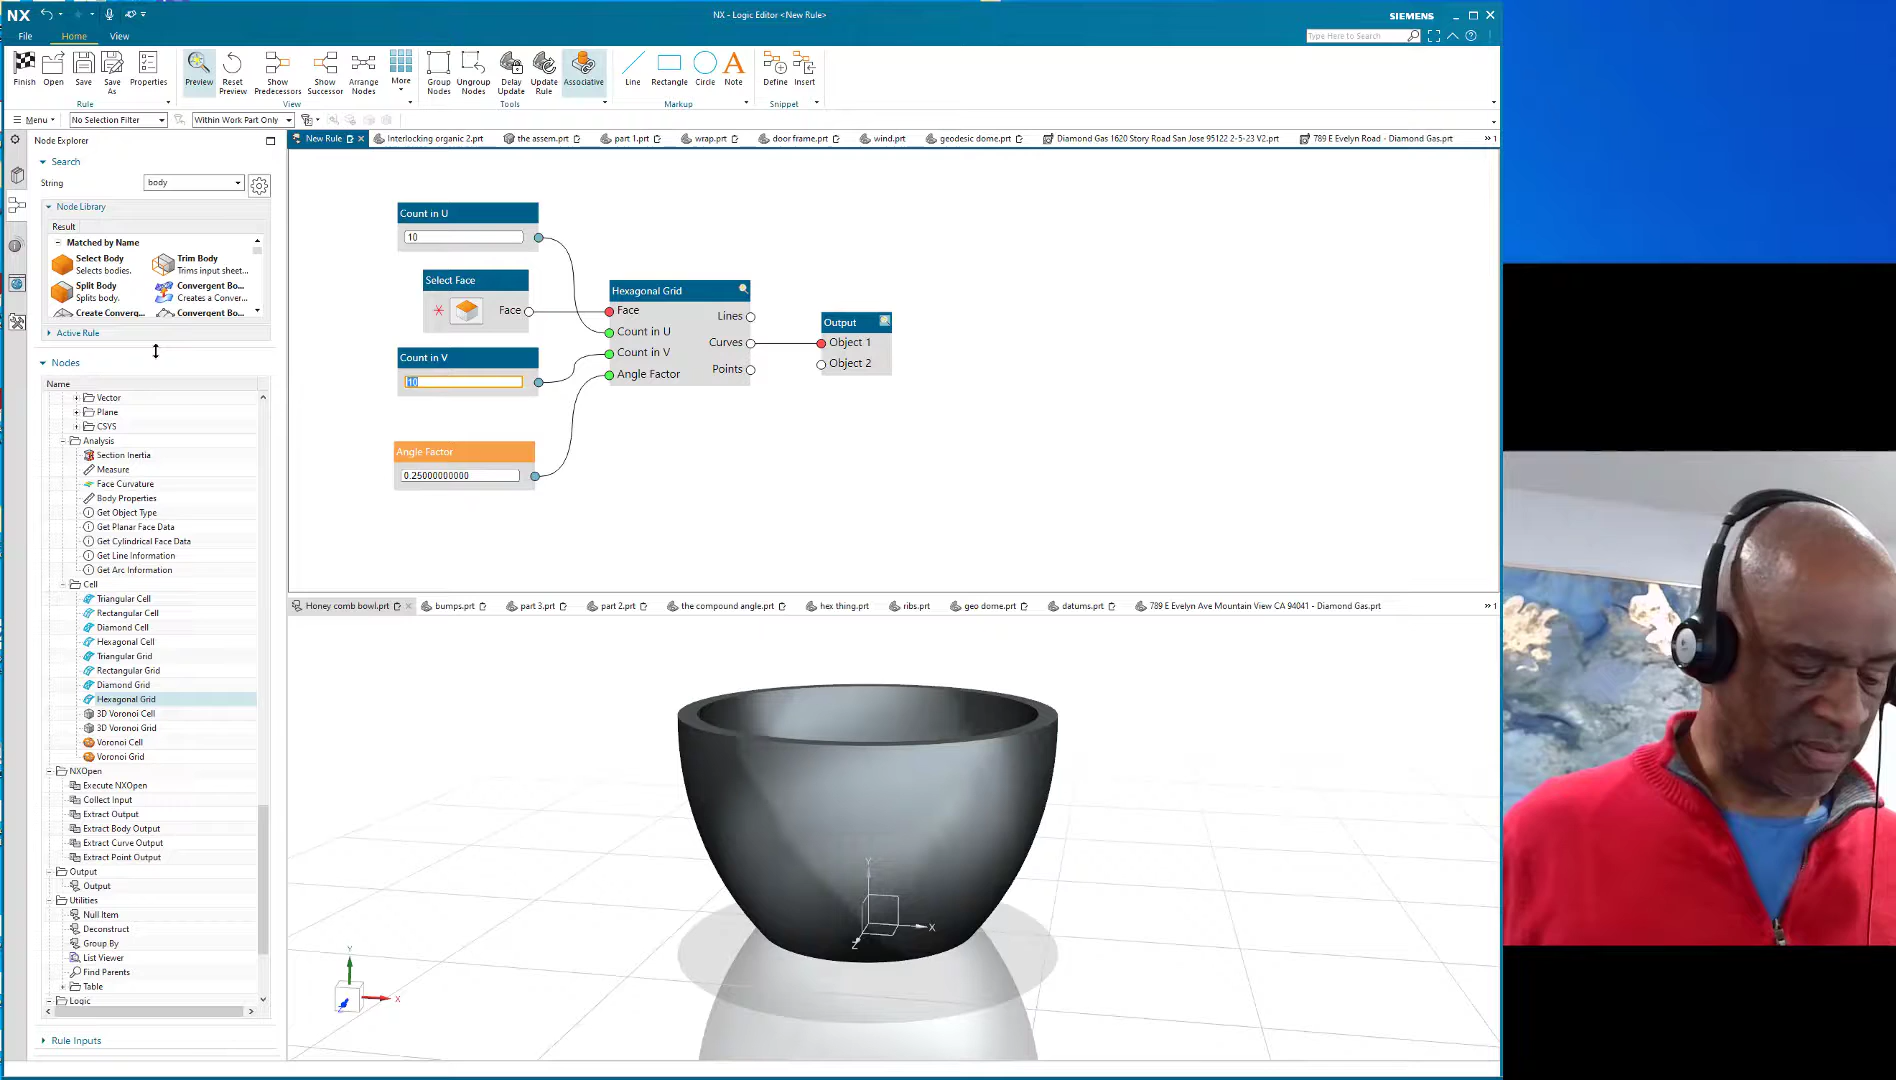 NX
NX - Logic Editor <New Rule>
SIEMENS
File
Home
View
Type Here to Search
Finish
Open
Save
Save As
Properties
Preview
Reset Preview
Show Predecessors
Show Successor
Arrange Nodes
More
Group Nodes
Ungroup Nodes
Delay Update
Update Rule
Associative
Line
Rectangle
Circle
Note
Define
Insert
Rule
View
Tools
Markup
Snippet
Menu
No Selection Filter
Within Work Part Only
Node Explorer
Search
String
body
Node Library
Result
Matched by Name
Select Body
Selects bodies.
Trim Body
Trims input sheet...
Split Body
Splits body.
Convergent Bo...
Creates a Conver...
Create Converg...
Convergent Bo...
Active Rule
Nodes
Name
Vector
Plane
CSYS
Analysis
Section Inertia
Measure
Face Curvature
Body Properties
Get Object Type
Get Planar Face Data
Get Cylindrical Face Data
Get Line Information
Get Arc Information
Cell
Triangular Cell
Rectangular Cell
Diamond Cell
Hexagonal Cell
Triangular Grid
Rectangular Grid
Diamond Grid
Hexagonal Grid
3D Voronoi Cell
3D Voronoi Grid
Voronoi Cell
Voronoi Grid
NXOpen
Execute NXOpen
Collect Input
Extract Output
Extract Body Output
Extract Curve Output
Extract Point Output
Output
Output
Utilities
Null Item
Deconstruct
Group By
List Viewer
Find Parents
Table
Logic
Rule Inputs
New Rule
Interlocking organic 2.prt
the assem.prt
part 1.prt
wrap.prt
door frame.prt
wind.prt
geodesic dome.prt
Diamond Gas 1620 Story Road San Jose 95122 2-5-23 V2.prt
789 E Evelyn Road - Diamond Gas.prt
1
Count in U
10
Select Face
Face
Count in V
10
Angle Factor
0.25000000000
Hexagonal Grid
Face
Count in U
Count in V
Angle Factor
Lines
Curves
Points
Output
Object 1
Object 2
Honey comb bowl.prt
bumps.prt
part 3.prt
part 2.prt
the compound angle.prt
hex thing.prt
ribs.prt
geo dome.prt
datums.prt
789 E Evelyn Ave Mountain View CA 94041 - Diamond Gas.prt
1
Y
X
Z
Y
X
Z